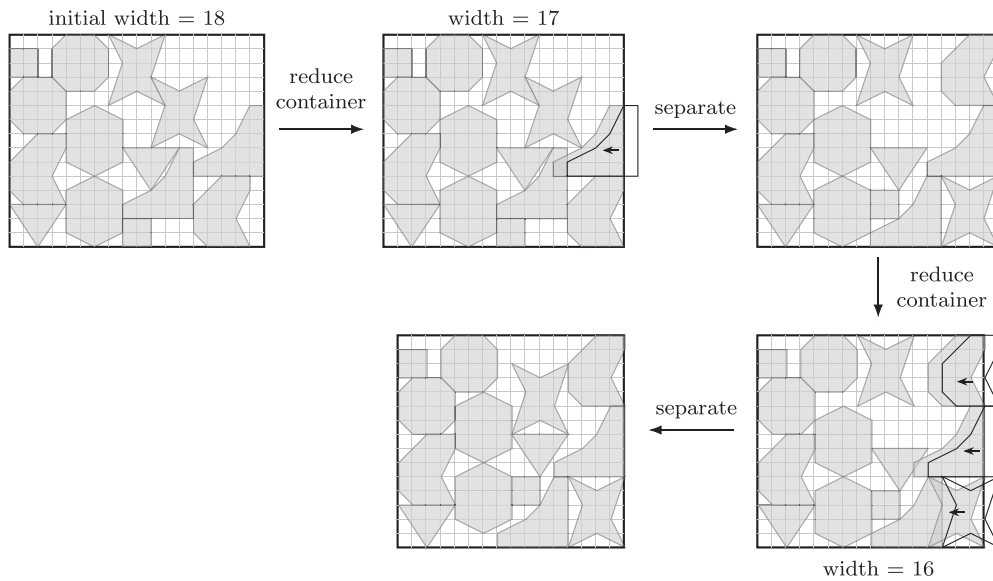 initial width = 18
width = 17
reduce
container
separate
reduce
container
separate
width = 16